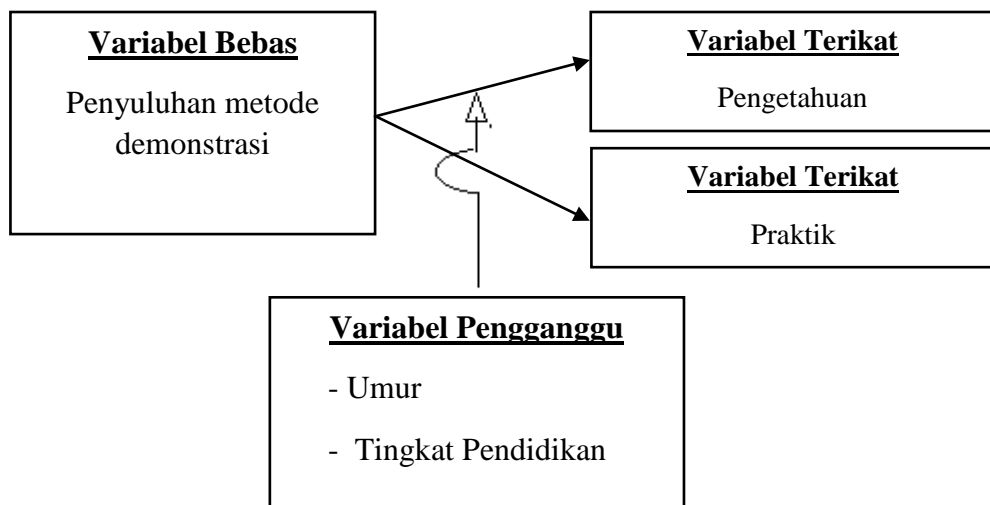 Variabel Bebas
Penyuluhan metode
demonstrasi
Variabel Terikat
Pengetahuan
Variabel Terikat
Praktik
Variabel Pengganggu
- Umur
- Tingkat Pendidikan